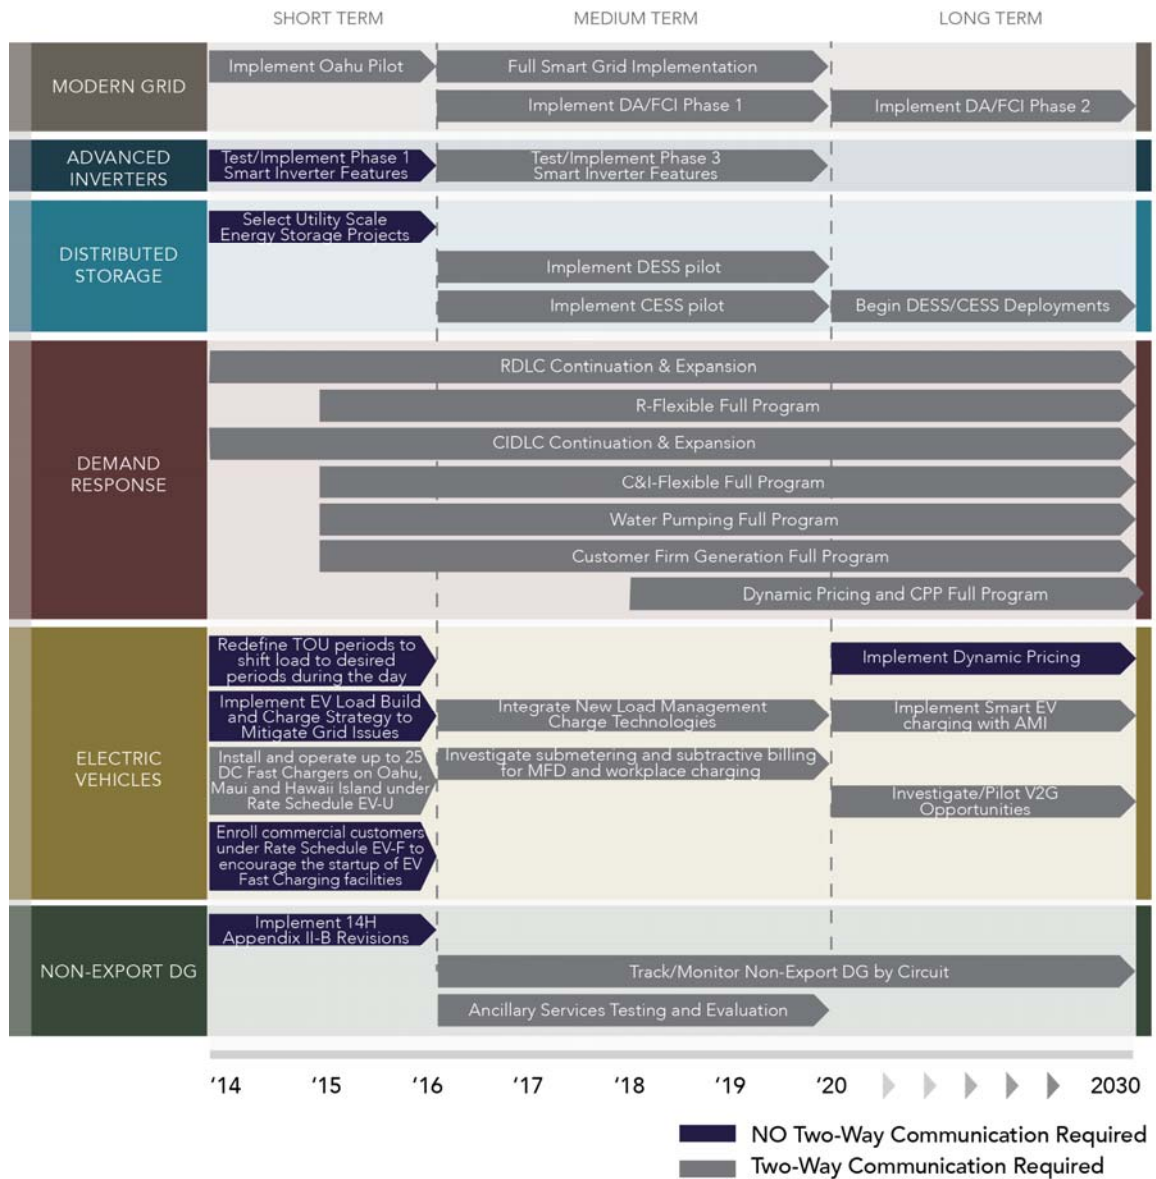 SHORT TERM
MEDIUM TERM
LONG TERM
MODERN GRID
Implement Oahu Pilot
Full Smart Grid Implementation
Implement DA/FCI Phase 1
Implement DA/FCI Phase 2
ADVANCED
INVERTERS
Test/Implement Phase 1
Smart Inverter Features
Test/Implement Phase 3
Smart Inverter Features
DISTRIBUTED
STORAGE
Select Utility Scale
Energy Storage Projects
Implement DESS pilot
Implement CESS pilot
Begin DESS/CESS Deployments
DEMAND
RESPONSE
RDLC Continuation & Expansion
R-Flexible Full Program
CIDLC Continuation & Expansion
C&I-Flexible Full Program
Water Pumping Full Program
Customer Firm Generation Full Program
Dynamic Pricing and CPP Full Program
ELECTRIC
VEHICLES
Redefine TOU periods to
shift load to desired
periods during the day
Implement Dynamic Pricing
Implement EV Load Build
and Charge Strategy to
Mitigate Grid Issues
Integrate New Load Management
Charge Technologies
Implement Smart EV
charging with AMI
Install and operate up to 25
DC Fast Chargers on Oahu,
Maui and Hawaii Island under
Rate Schedule EV-U
Investigate submetering and subtractive billing
for MFD and workplace charging
Investigate/Pilot V2G
Opportunities
Enroll commercial customers
under Rate Schedule EV-F to
encourage the startup of EV
Fast Charging facilities
NON-EXPORT DG
Implement 14H
Appendix II-B Revisions
Track/Monitor Non-Export DG by Circuit
Ancillary Services Testing and Evaluation
‘14 ‘15 ‘16 ‘17 ‘18 ‘19 ‘20 2030
NO Two-Way Communication Required
Two-Way Communication Required